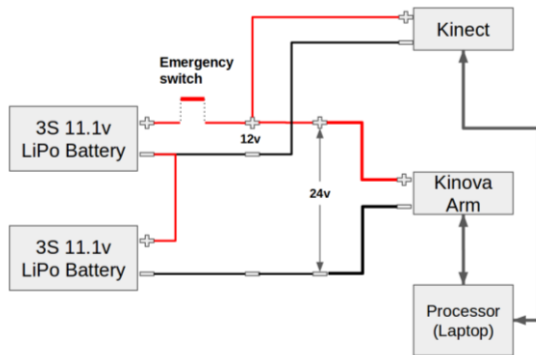 Kinect
Emergency
switch
3S 11.1v
LiPo Battery
12v
24v
Kinova
Arm
3S 11.1v
LiPo Battery
Processor
(Laptop)